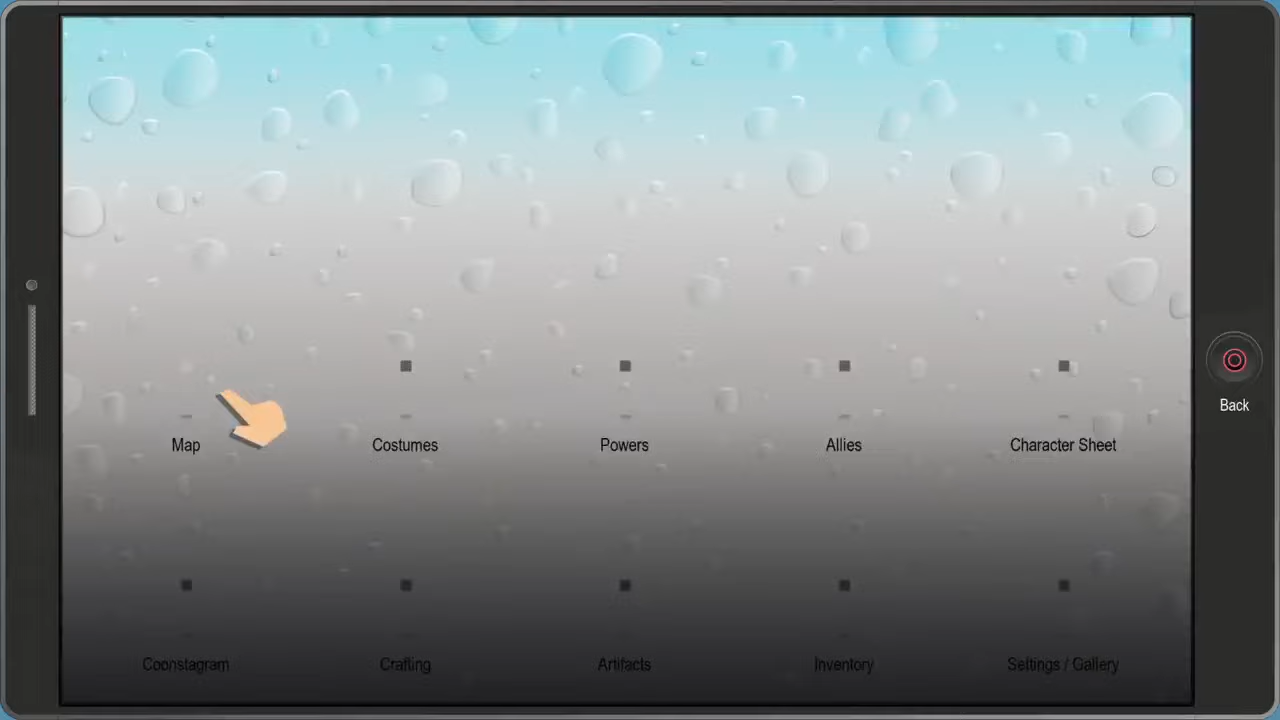 Back
Map
Costumes
Powers
Allies
Character Sheet
Coonstagram
Crafting
Artifacts
Inventory
Settings / Gallery